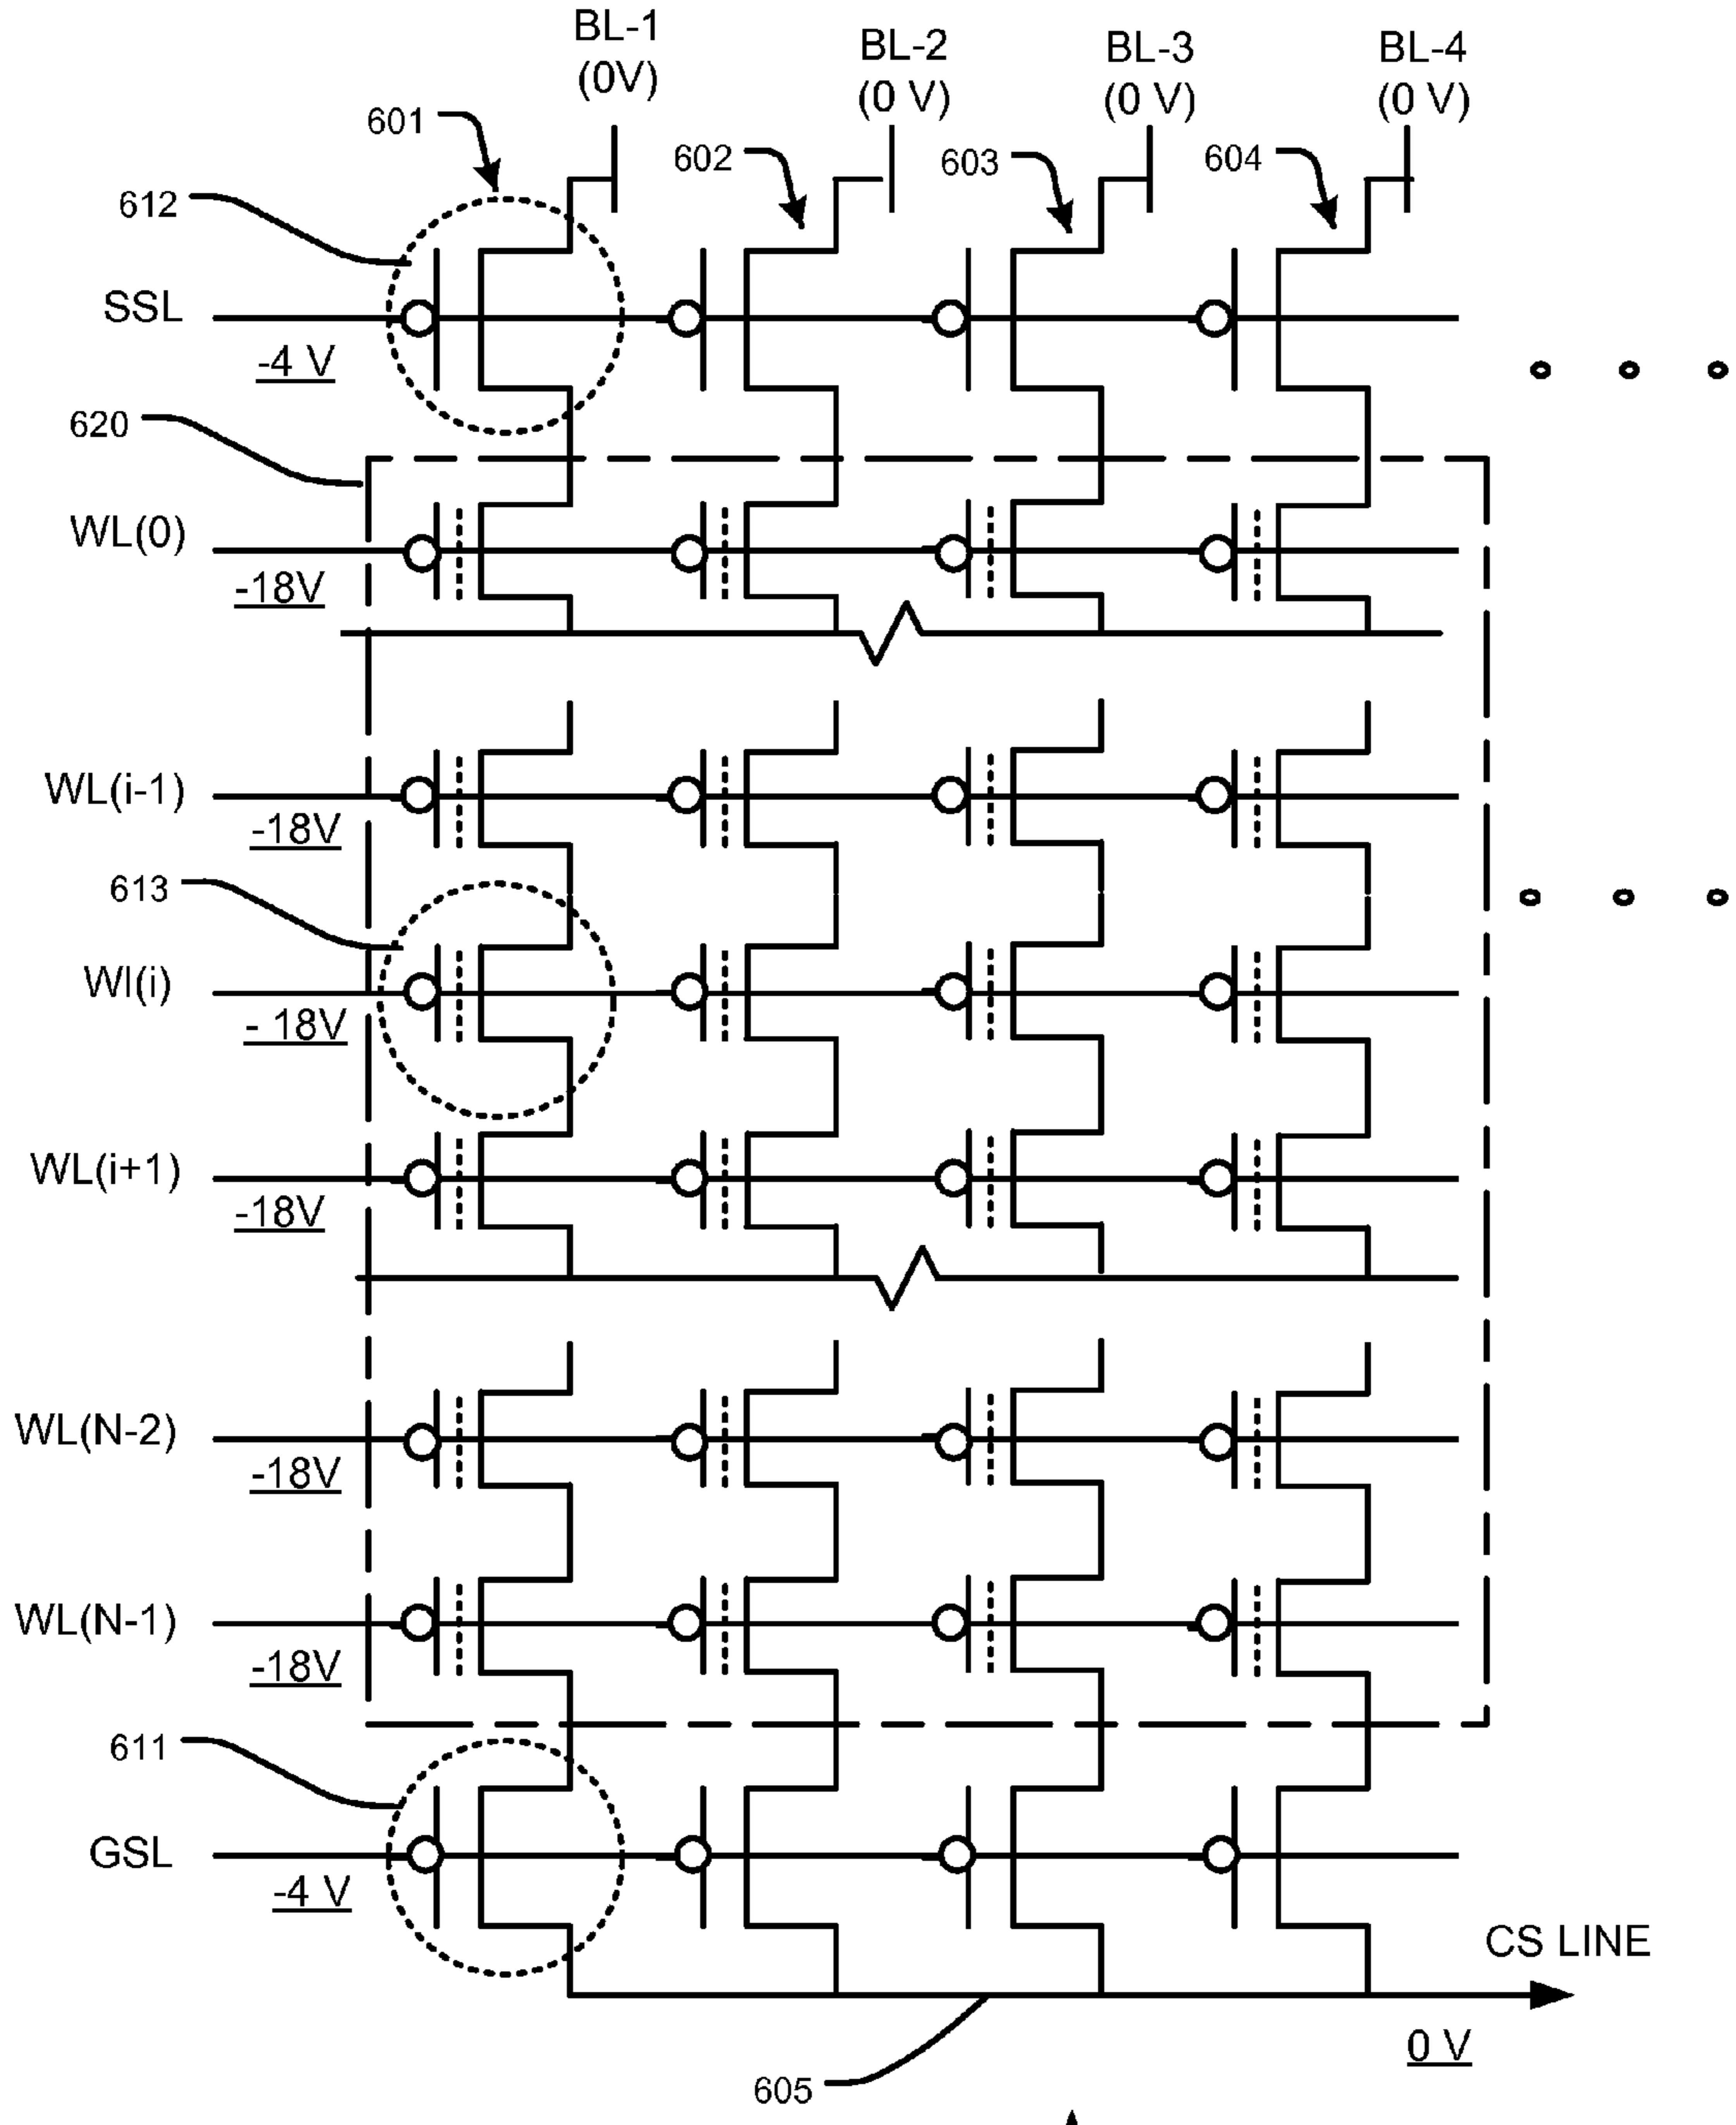 BL-1
(0V)
BL-2
(0 V)
BL-3
(0 V)
BL-4
(0 V)
601
602
603
604
612
SSL
-4 V
620
WL(0)
-18V
WL(i-1)
-18V
613
Wl(i)
- 18V
WL(i+1)
-18V
WL(N-2)
-18V
WL(N-1)
-18V
611
GSL
-4 V
CS LINE
0 V
605